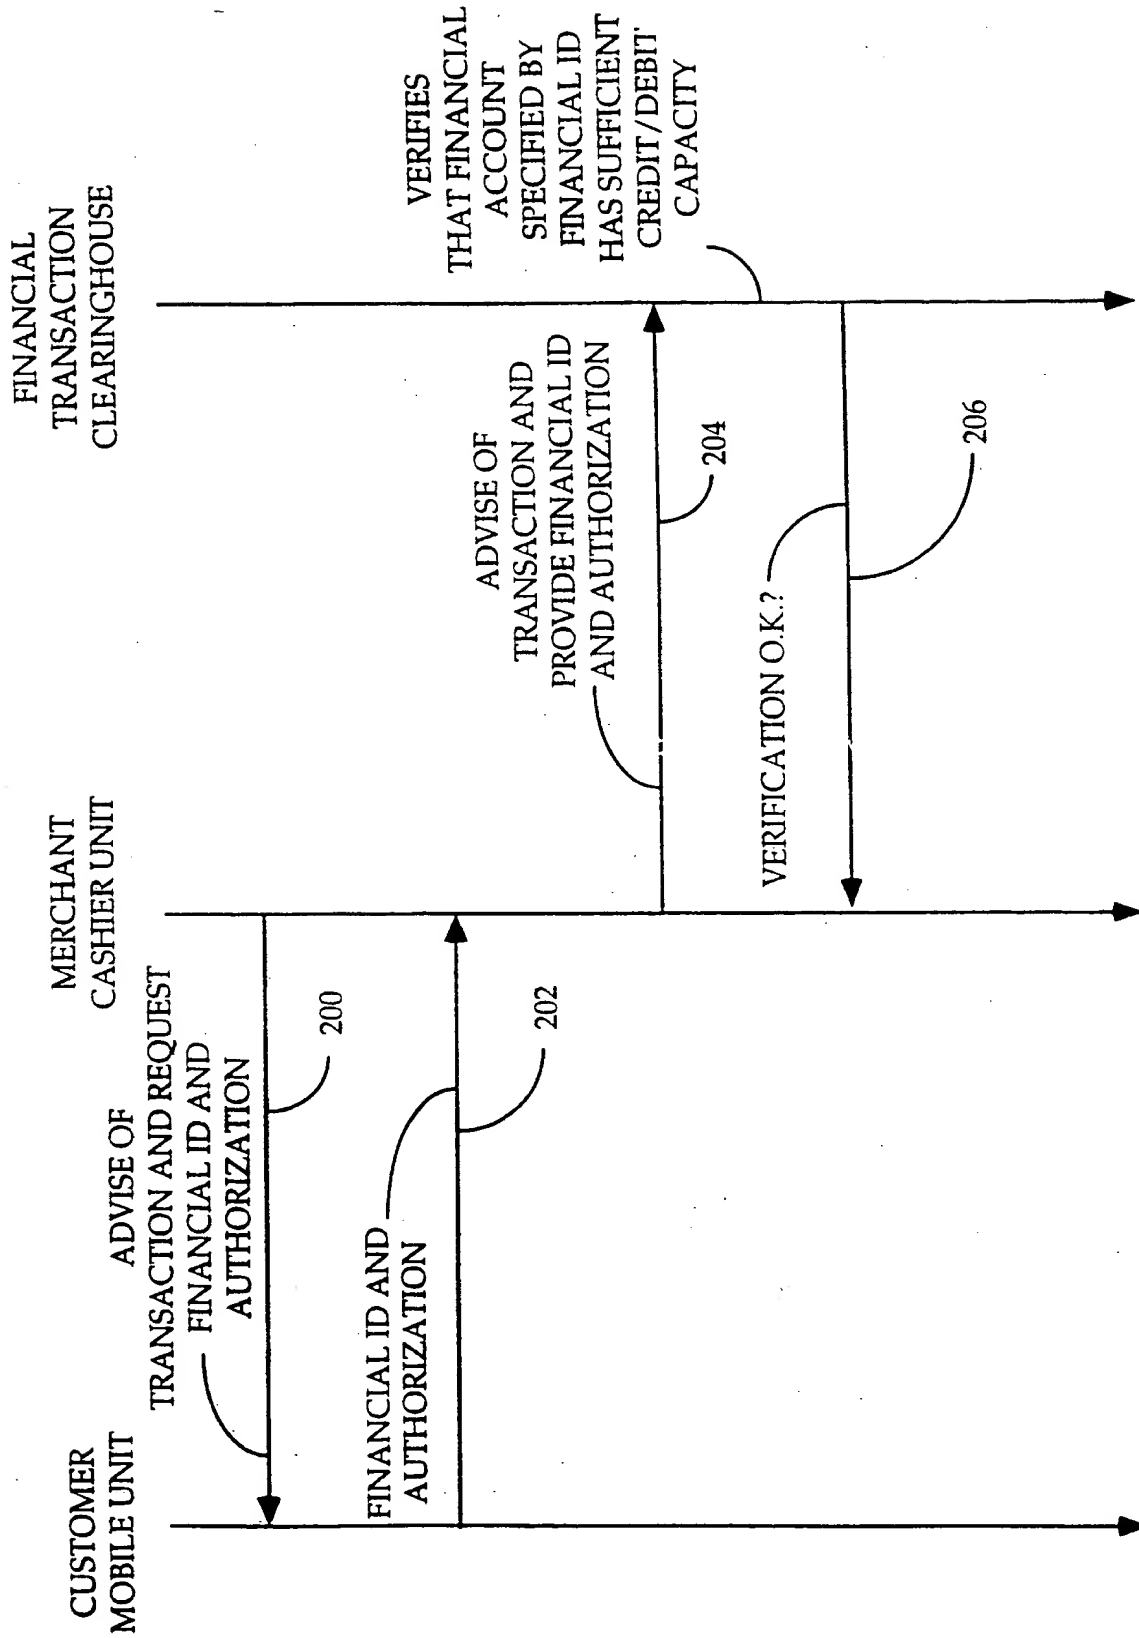 CUSTOMER
MOBILE UNIT
MERCHANT
CASHIER UNIT
FINANCIAL
TRANSACTION
CLEARINGHOUSE
ADVISE OF
TRANSACTION AND REQUEST
FINANCIAL ID AND
AUTHORIZATION
200
FINANCIAL ID AND
AUTHORIZATION
202
ADVISE OF
TRANSACTION AND
PROVIDE FINANCIAL ID
AND AUTHORIZATION
204
VERIFIES
THAT FINANCIAL
ACCOUNT
SPECIFIED BY
FINANCIAL ID
HAS SUFFICIENT
CREDIT/DEBIT
CAPACITY
VERIFICATION O.K.?
206